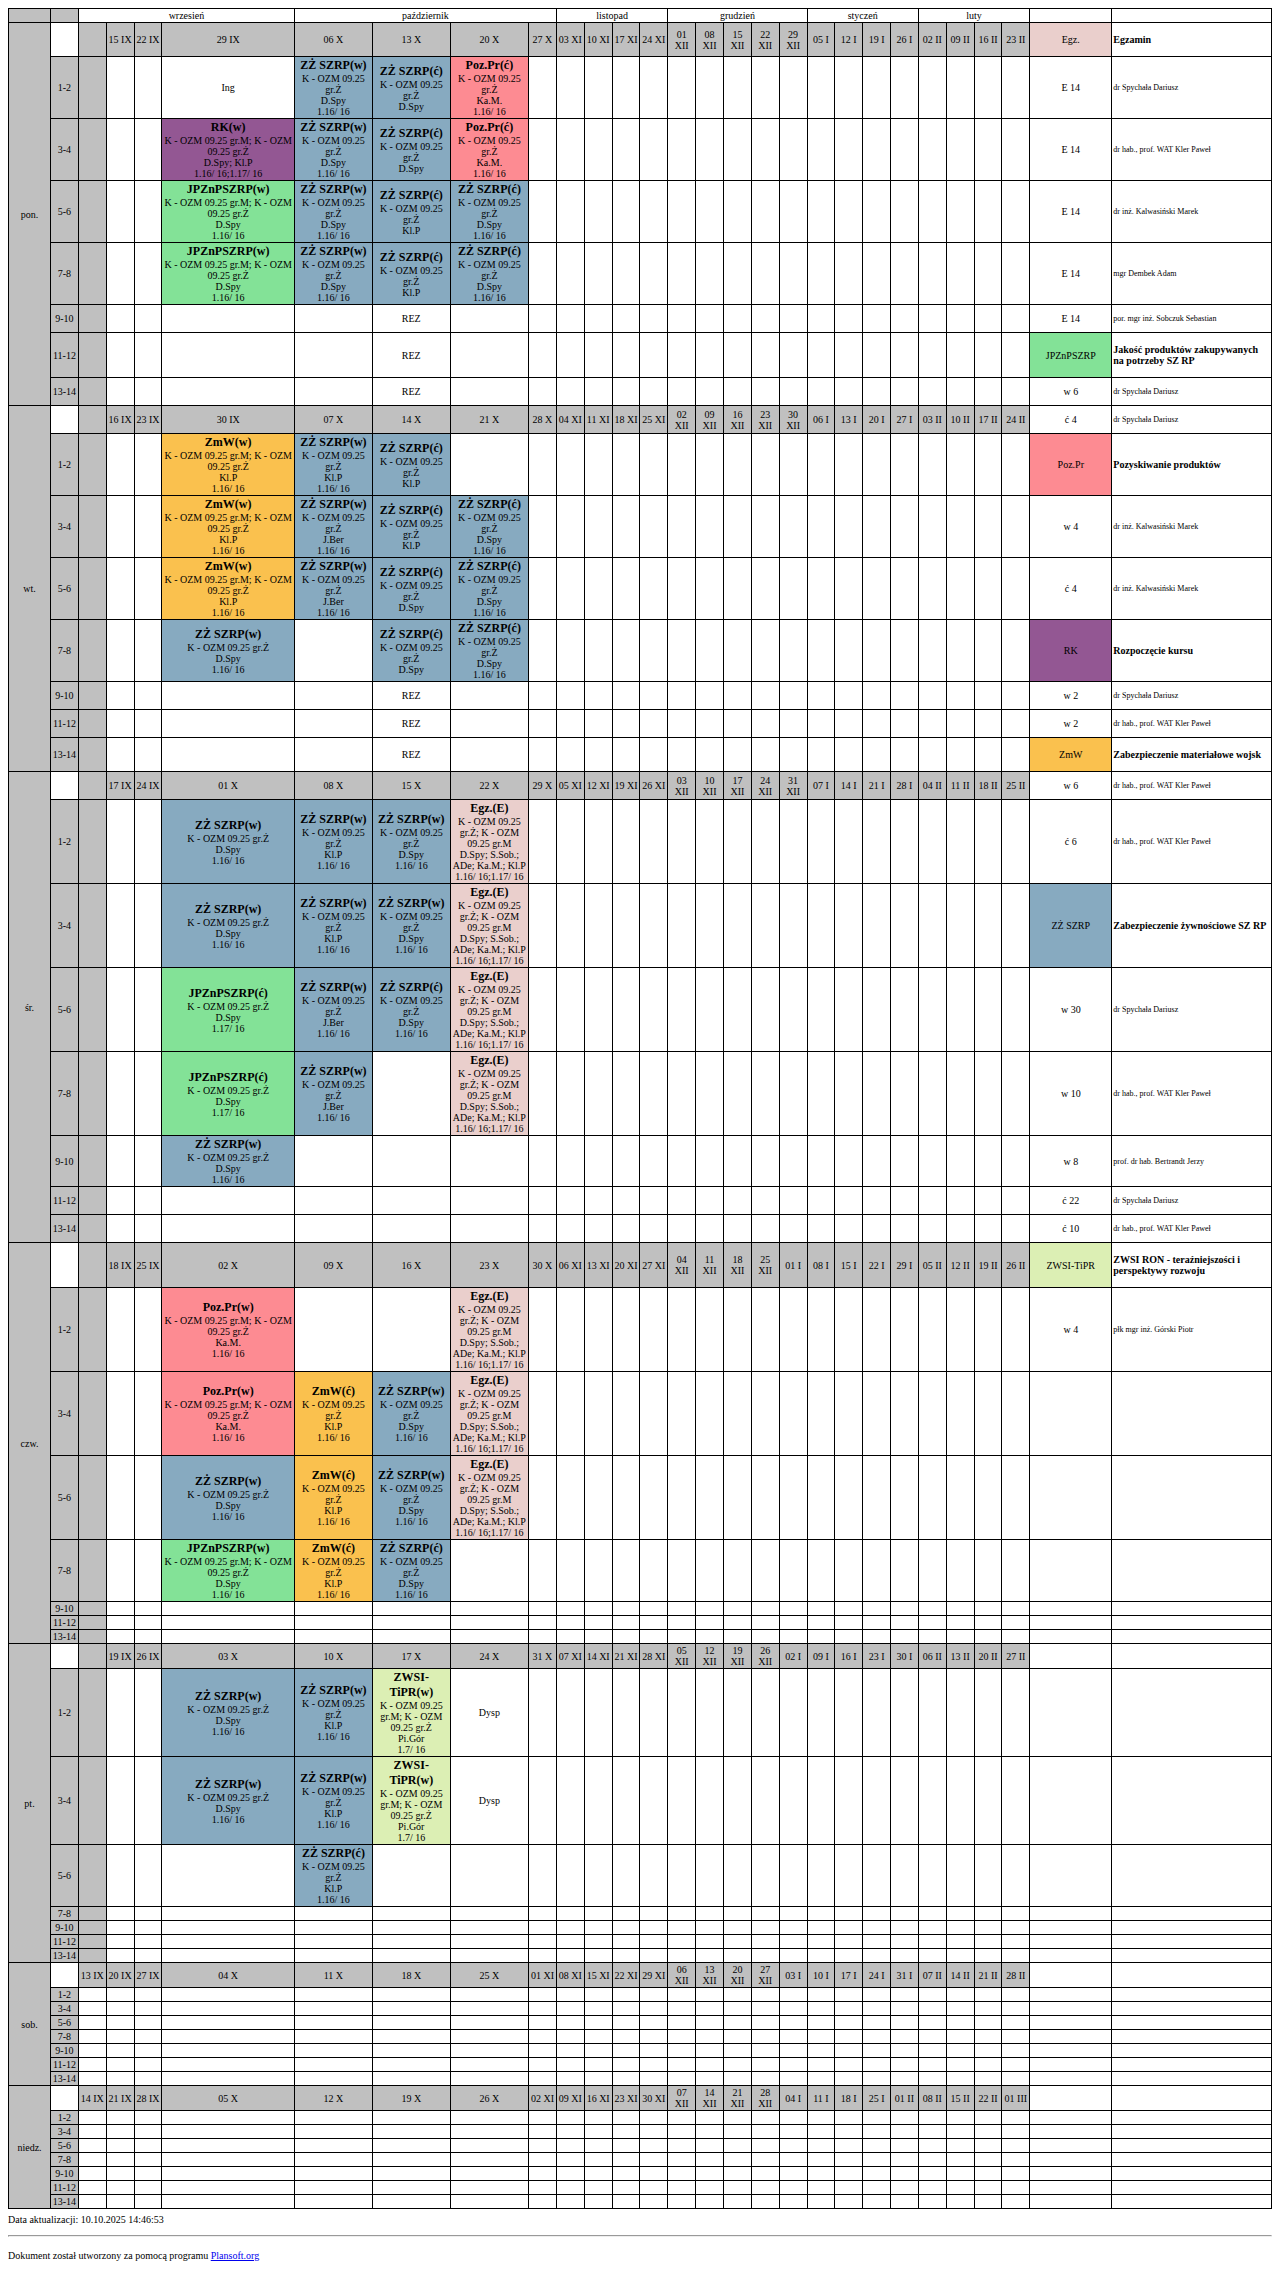 wrzesień październik listopad grudzień styczeń luty
pon. 15 IX 22 IX 29 IX 06 X 13 X 20 X 27 X 03 XI 10 XI 17 XI 24 XI 01 XII 08 XII 15 XII 22 XII 29 XII 05 I 12 I 19 I 26 I 02 II 09 II 16 II 23 II Egz. Egzamin
1-2 Ing ZŻ SZRP(w) K - OZM 09.25 gr.Ż D.Spy 1.16/ 16 ZŻ SZRP(ć) K - OZM 09.25 gr.Ż D.Spy Poz.Pr(ć) K - OZM 09.25 gr.Ż Ka.M. 1.16/ 16 E 14 dr Spychała Dariusz
3-4 RK(w) K - OZM 09.25 gr.M; K - OZM 09.25 gr.Ż D.Spy; Kl.P 1.16/ 16;1.17/ 16 ZŻ SZRP(w) K - OZM 09.25 gr.Ż D.Spy 1.16/ 16 ZŻ SZRP(ć) K - OZM 09.25 gr.Ż D.Spy Poz.Pr(ć) K - OZM 09.25 gr.Ż Ka.M. 1.16/ 16 E 14 dr hab., prof. WAT Kler Paweł
5-6 JPZnPSZRP(w) K - OZM 09.25 gr.M; K - OZM 09.25 gr.Ż D.Spy 1.16/ 16 ZŻ SZRP(w) K - OZM 09.25 gr.Ż D.Spy 1.16/ 16 ZŻ SZRP(ć) K - OZM 09.25 gr.Ż Kl.P ZŻ SZRP(ć) K - OZM 09.25 gr.Ż D.Spy 1.16/ 16 E 14 dr inż. Kalwasiński Marek
7-8 JPZnPSZRP(w) K - OZM 09.25 gr.M; K - OZM 09.25 gr.Ż D.Spy 1.16/ 16 ZŻ SZRP(w) K - OZM 09.25 gr.Ż D.Spy 1.16/ 16 ZŻ SZRP(ć) K - OZM 09.25 gr.Ż Kl.P ZŻ SZRP(ć) K - OZM 09.25 gr.Ż D.Spy 1.16/ 16 E 14 mgr Dembek Adam
9-10 REZ E 14 por. mgr inż. Sobczuk Sebastian
11-12 REZ JPZnPSZRP Jakość produktów zakupywanych na potrzeby SZ RP
13-14 REZ w 6 dr Spychała Dariusz
wt. 16 IX 23 IX 30 IX 07 X 14 X 21 X 28 X 04 XI 11 XI 18 XI 25 XI 02 XII 09 XII 16 XII 23 XII 30 XII 06 I 13 I 20 I 27 I 03 II 10 II 17 II 24 II ć 4 dr Spychała Dariusz
1-2 ZmW(w) K - OZM 09.25 gr.M; K - OZM 09.25 gr.Ż Kl.P 1.16/ 16 ZŻ SZRP(w) K - OZM 09.25 gr.Ż Kl.P 1.16/ 16 ZŻ SZRP(ć) K - OZM 09.25 gr.Ż Kl.P Poz.Pr Pozyskiwanie produktów
3-4 ZmW(w) K - OZM 09.25 gr.M; K - OZM 09.25 gr.Ż Kl.P 1.16/ 16 ZŻ SZRP(w) K - OZM 09.25 gr.Ż J.Ber 1.16/ 16 ZŻ SZRP(ć) K - OZM 09.25 gr.Ż Kl.P ZŻ SZRP(ć) K - OZM 09.25 gr.Ż D.Spy 1.16/ 16 w 4 dr inż. Kalwasiński Marek
5-6 ZmW(w) K - OZM 09.25 gr.M; K - OZM 09.25 gr.Ż Kl.P 1.16/ 16 ZŻ SZRP(w) K - OZM 09.25 gr.Ż J.Ber 1.16/ 16 ZŻ SZRP(ć) K - OZM 09.25 gr.Ż D.Spy ZŻ SZRP(ć) K - OZM 09.25 gr.Ż D.Spy 1.16/ 16 ć 4 dr inż. Kalwasiński Marek
7-8 ZŻ SZRP(w) K - OZM 09.25 gr.Ż D.Spy 1.16/ 16 ZŻ SZRP(ć) K - OZM 09.25 gr.Ż D.Spy ZŻ SZRP(ć) K - OZM 09.25 gr.Ż D.Spy 1.16/ 16 RK Rozpoczęcie kursu
9-10 REZ w 2 dr Spychała Dariusz
11-12 REZ w 2 dr hab., prof. WAT Kler Paweł
13-14 REZ ZmW Zabezpieczenie materiałowe wojsk
śr. 17 IX 24 IX 01 X 08 X 15 X 22 X 29 X 05 XI 12 XI 19 XI 26 XI 03 XII 10 XII 17 XII 24 XII 31 XII 07 I 14 I 21 I 28 I 04 II 11 II 18 II 25 II w 6 dr hab., prof. WAT Kler Paweł
1-2 ZŻ SZRP(w) K - OZM 09.25 gr.Ż D.Spy 1.16/ 16 ZŻ SZRP(w) K - OZM 09.25 gr.Ż Kl.P 1.16/ 16 ZŻ SZRP(w) K - OZM 09.25 gr.Ż D.Spy 1.16/ 16 Egz.(E) K - OZM 09.25 gr.Ż; K - OZM 09.25 gr.M D.Spy; S.Sob.; ADe; Ka.M.; Kl.P 1.16/ 16;1.17/ 16 ć 6 dr hab., prof. WAT Kler Paweł
3-4 ZŻ SZRP(w) K - OZM 09.25 gr.Ż D.Spy 1.16/ 16 ZŻ SZRP(w) K - OZM 09.25 gr.Ż Kl.P 1.16/ 16 ZŻ SZRP(w) K - OZM 09.25 gr.Ż D.Spy 1.16/ 16 Egz.(E) K - OZM 09.25 gr.Ż; K - OZM 09.25 gr.M D.Spy; S.Sob.; ADe; Ka.M.; Kl.P 1.16/ 16;1.17/ 16 ZŻ SZRP Zabezpieczenie żywnościowe SZ RP
5-6 JPZnPSZRP(ć) K - OZM 09.25 gr.Ż D.Spy 1.17/ 16 ZŻ SZRP(w) K - OZM 09.25 gr.Ż J.Ber 1.16/ 16 ZŻ SZRP(ć) K - OZM 09.25 gr.Ż D.Spy 1.16/ 16 Egz.(E) K - OZM 09.25 gr.Ż; K - OZM 09.25 gr.M D.Spy; S.Sob.; ADe; Ka.M.; Kl.P 1.16/ 16;1.17/ 16 w 30 dr Spychała Dariusz
7-8 JPZnPSZRP(ć) K - OZM 09.25 gr.Ż D.Spy 1.17/ 16 ZŻ SZRP(w) K - OZM 09.25 gr.Ż J.Ber 1.16/ 16 Egz.(E) K - OZM 09.25 gr.Ż; K - OZM 09.25 gr.M D.Spy; S.Sob.; ADe; Ka.M.; Kl.P 1.16/ 16;1.17/ 16 w 10 dr hab., prof. WAT Kler Paweł
9-10 ZŻ SZRP(w) K - OZM 09.25 gr.Ż D.Spy 1.16/ 16 w 8 prof. dr hab. Bertrandt Jerzy
11-12 ć 22 dr Spychała Dariusz
13-14 ć 10 dr hab., prof. WAT Kler Paweł
czw. 18 IX 25 IX 02 X 09 X 16 X 23 X 30 X 06 XI 13 XI 20 XI 27 XI 04 XII 11 XII 18 XII 25 XII 01 I 08 I 15 I 22 I 29 I 05 II 12 II 19 II 26 II ZWSI-TiPR ZWSI RON - teraźniejszości i perspektywy rozwoju
1-2 Poz.Pr(w) K - OZM 09.25 gr.M; K - OZM 09.25 gr.Ż Ka.M. 1.16/ 16 Egz.(E) K - OZM 09.25 gr.Ż; K - OZM 09.25 gr.M D.Spy; S.Sob.; ADe; Ka.M.; Kl.P 1.16/ 16;1.17/ 16 w 4 płk mgr inż. Górski Piotr
3-4 Poz.Pr(w) K - OZM 09.25 gr.M; K - OZM 09.25 gr.Ż Ka.M. 1.16/ 16 ZmW(ć) K - OZM 09.25 gr.Ż Kl.P 1.16/ 16 ZŻ SZRP(w) K - OZM 09.25 gr.Ż D.Spy 1.16/ 16 Egz.(E) K - OZM 09.25 gr.Ż; K - OZM 09.25 gr.M D.Spy; S.Sob.; ADe; Ka.M.; Kl.P 1.16/ 16;1.17/ 16
5-6 ZŻ SZRP(w) K - OZM 09.25 gr.Ż D.Spy 1.16/ 16 ZmW(ć) K - OZM 09.25 gr.Ż Kl.P 1.16/ 16 ZŻ SZRP(w) K - OZM 09.25 gr.Ż D.Spy 1.16/ 16 Egz.(E) K - OZM 09.25 gr.Ż; K - OZM 09.25 gr.M D.Spy; S.Sob.; ADe; Ka.M.; Kl.P 1.16/ 16;1.17/ 16
7-8 JPZnPSZRP(w) K - OZM 09.25 gr.M; K - OZM 09.25 gr.Ż D.Spy 1.16/ 16 ZmW(ć) K - OZM 09.25 gr.Ż Kl.P 1.16/ 16 ZŻ SZRP(ć) K - OZM 09.25 gr.Ż D.Spy 1.16/ 16
9-10
11-12
13-14
pt. 19 IX 26 IX 03 X 10 X 17 X 24 X 31 X 07 XI 14 XI 21 XI 28 XI 05 XII 12 XII 19 XII 26 XII 02 I 09 I 16 I 23 I 30 I 06 II 13 II 20 II 27 II
1-2 ZŻ SZRP(w) K - OZM 09.25 gr.Ż D.Spy 1.16/ 16 ZŻ SZRP(w) K - OZM 09.25 gr.Ż Kl.P 1.16/ 16 ZWSI-TiPR(w) K - OZM 09.25 gr.M; K - OZM 09.25 gr.Ż Pi.Gór 1.7/ 16 Dysp
3-4 ZŻ SZRP(w) K - OZM 09.25 gr.Ż D.Spy 1.16/ 16 ZŻ SZRP(w) K - OZM 09.25 gr.Ż Kl.P 1.16/ 16 ZWSI-TiPR(w) K - OZM 09.25 gr.M; K - OZM 09.25 gr.Ż Pi.Gór 1.7/ 16 Dysp
5-6 ZŻ SZRP(ć) K - OZM 09.25 gr.Ż Kl.P 1.16/ 16
7-8
9-10
11-12
13-14
sob. 13 IX 20 IX 27 IX 04 X 11 X 18 X 25 X 01 XI 08 XI 15 XI 22 XI 29 XI 06 XII 13 XII 20 XII 27 XII 03 I 10 I 17 I 24 I 31 I 07 II 14 II 21 II 28 II
1-2
3-4
5-6
7-8
9-10
11-12
13-14
niedz. 14 IX 21 IX 28 IX 05 X 12 X 19 X 26 X 02 XI 09 XI 16 XI 23 XI 30 XI 07 XII 14 XII 21 XII 28 XII 04 I 11 I 18 I 25 I 01 II 08 II 15 II 22 II 01 III
1-2
3-4
5-6
7-8
9-10
11-12
13-14
Data aktualizacji: 10.10.2025 14:46:53
Dokument został utworzony za pomocą programu Plansoft.org